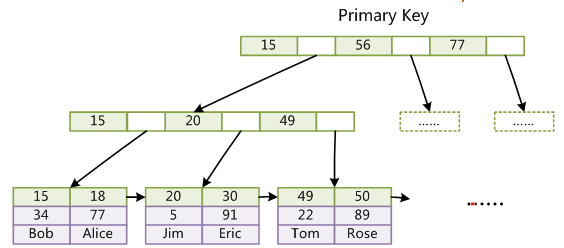 Primary Key
15 56 77
15 20 49
...... ......
15 18 20 30 49 50
34 77 5 91 22 89
Bob Alice Jim Eric Tom Rose
......